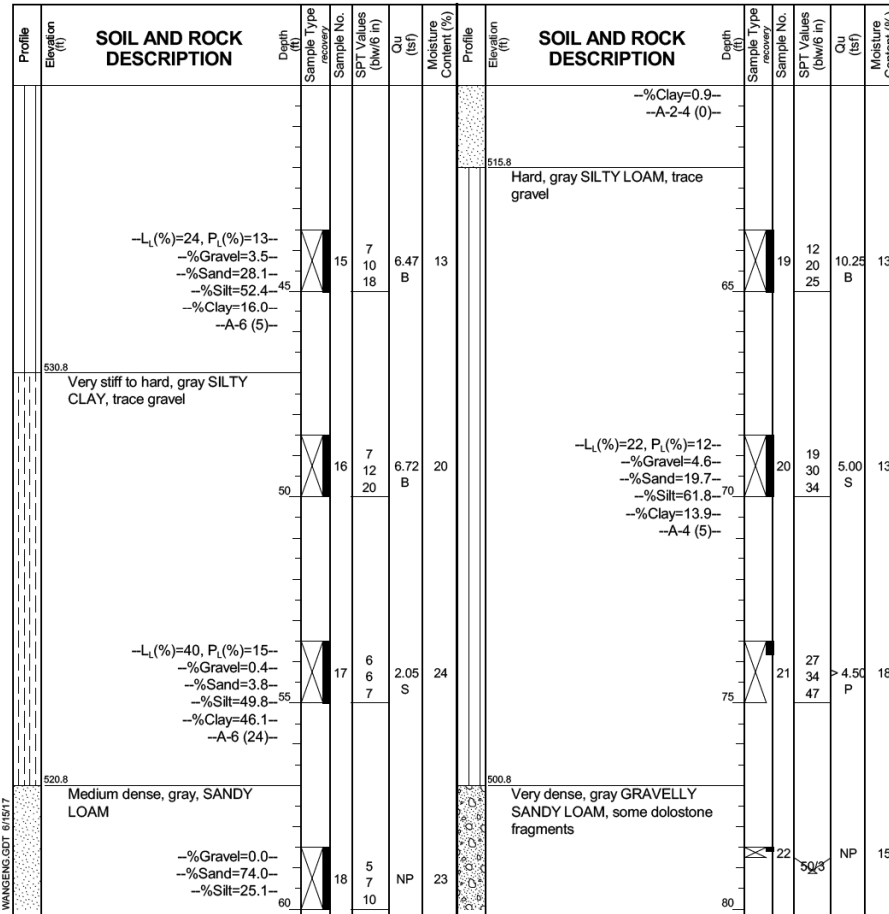 Profile
Elevation
(ft)
SOIL AND ROCK
DESCRIPTION
Depth
(ft)
Sample Type
recovery
Sample No.
SPT Values
(blw/6 in)
Qu
(tsf)
Moisture
Content (%)
--LL(%)=24, PL(%)=13--
--%Gravel=3.5--
--%Sand=28.1--
--%Silt=52.4--
45
--%Clay=16.0--
--A-6 (5)--
15
7
10
18
6.47
B
13
530.8
Very stiff to hard, gray SILTY
CLAY, trace gravel
16
7
12
20
6.72
B
20
50
--LL(%)=40, PL(%)=15--
--%Gravel=0.4--
--%Sand=3.8--
--%Silt=49.8--
55
--%Clay=46.1--
--A-6 (24)--
17
6
6
7
2.05
S
24
520.8
Medium dense, gray, SANDY
LOAM
--%Gravel=0.0--
--%Sand=74.0--
--%Silt=25.1--
60
18
5
7
10
NP
23
WANGENG.GDT 6/15/17
Profile
Elevation
(ft)
SOIL AND ROCK
DESCRIPTION
Depth
(ft)
Sample Type
recovery
Sample No.
SPT Values
(blw/6 in)
Qu
(tsf)
Moisture
Content (%)
--%Clay=0.9--
--A-2-4 (0)--
515.8
Hard, gray SILTY LOAM, trace
gravel
19
12
20
25
10.25
B
13
65
--LL(%)=22, PL(%)=12--
--%Gravel=4.6--
--%Sand=19.7--
--%Silt=61.8--
70
--%Clay=13.9--
--A-4 (5)--
20
19
30
34
5.00
S
13
21
27
34
47
> 4.50
P
18
75
500.8
Very dense, gray GRAVELLY
SANDY LOAM, some dolostone
fragments
22
50/3
NP
15
80